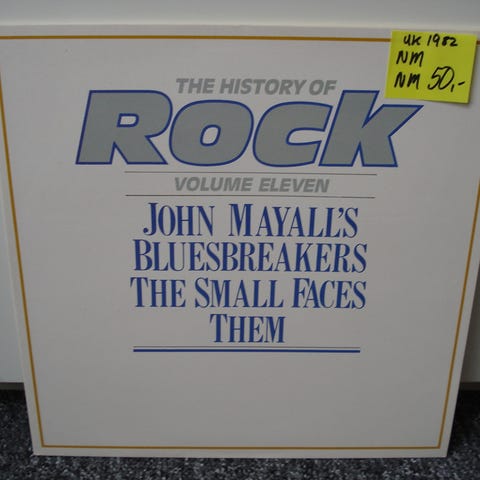 UK 1982
NM
NM 50,-
THE HISTORY OF
ROCK
VOLUME ELEVEN
JOHN MAYALL'S
BLUESBREAKERS
THE SMALL FACES
THEM